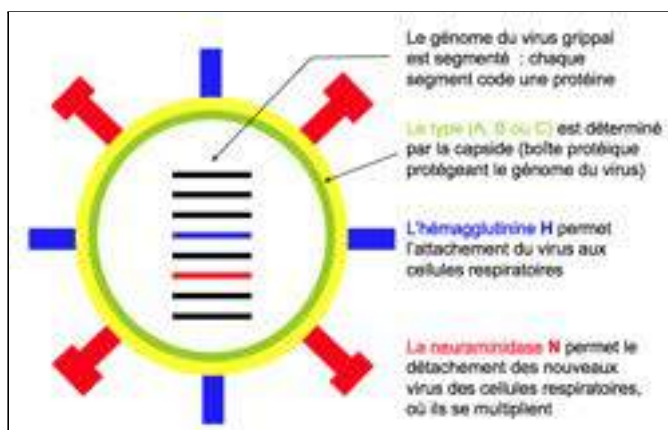 Le génome du virus grippal
est segmenté : chaque
segment code une protéine
Le type (A, B ou C) est déterminé
par la capside (boîte protéique
protégeant le génome du virus)
L'hémagglutinine H permet
l'attachement du virus aux
cellules respiratoires
La neuraminidase N permet le
détachement des nouveaux
virus des cellules respiratoires,
où ils se multiplient